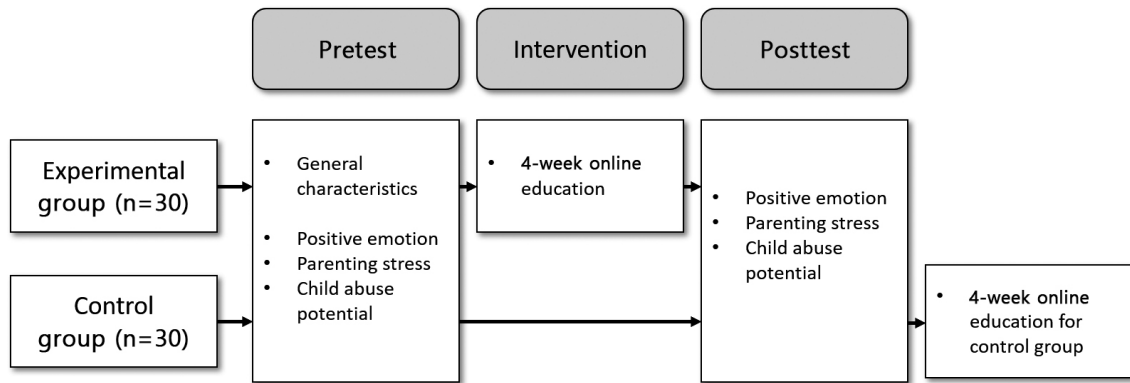 Pretest
Intervention
Posttest
Experimental
group (n=30)
Control
group (n=30)
• General
characteristics
• Positive emotion
• Parenting stress
• Child abuse
potential
• 4-week online
education
• Positive emotion
• Parenting stress
• Child abuse
potential
• 4-week online
education for
control group